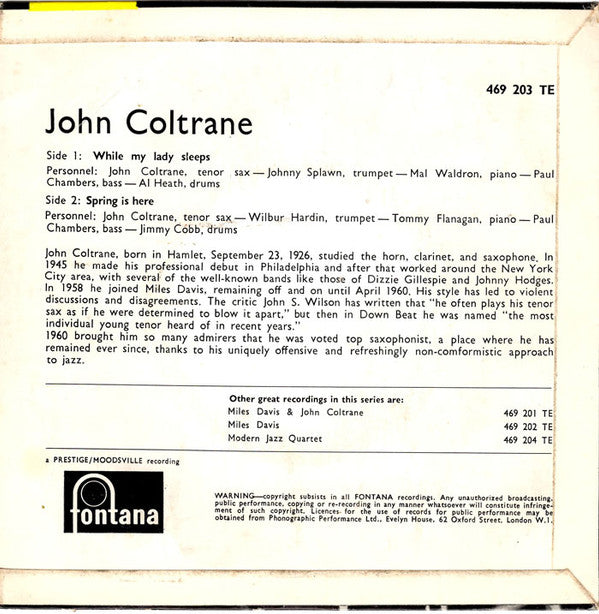 469 203 TE
John Coltrane
Side 1: While my lady sleeps
Personnel: John Coltrane, tenor sax — Johnny Splawn, trumpet — Mal Waldron, piano — Paul
Chambers, bass — Al Heath, drums
Side 2: Spring is here
Personnel: John Coltrane, tenor sax — Wilbur Hardin, trumpet — Tommy Flanagan, piano — Paul
Chambers, bass — Jimmy Cobb, drums
John Coltrane, born in Hamlet, September 23, 1926, studied the horn, clarinet, and saxophone. In
1945 he made his professional debut in Philadelphia and after that worked around the New York
City area, with several of the well-known bands like those of Dizzie Gillespie and Johnny Hodges.
In 1958 he joined Miles Davis, remaining off and on until April 1960. His style has led to violent
discussions and disagreements. The critic John S. Wilson has written that "he often plays his tenor
sax as if he were determined to blow it apart," but then in Down Beat he was named "the most
individual young tenor heard of in recent years."
1960 brought him so many admirers that he was voted top saxophonist, a place where he has
remained ever since, thanks to his uniquely offensive and refreshingly non-comformistic approach
to jazz.
Other great recordings in this series are:
Miles Davis & John Coltrane 469 201 TE
Miles Davis 469 202 TE
Modern Jazz Quartet 469 204 TE
a PRESTIGE/MOODSVILLE recording
fontana
WARNING—copyright subsists in all FONTANA recordings. Any unauthorized broadcasting,
public performance, copying or re-recording in any manner whatsoever will constitute infringe-
ment of such copyright. Licences for the use of records for public performance may be
obtained from Phonographic Performance Ltd., Evelyn House, 62 Oxford Street, London W.1.